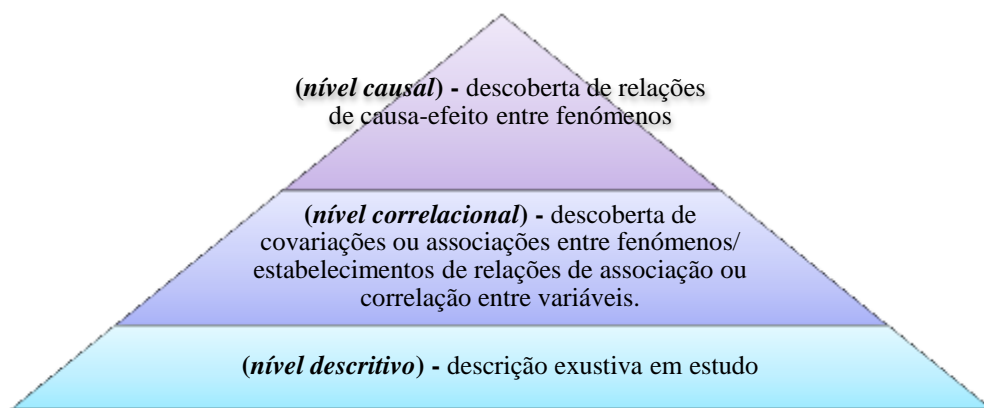 (nível causal) - descoberta de relações
de causa-efeito entre fenómenos
(nível correlacional) - descoberta de
covariações ou associações entre fenómenos/
estabelecimentos de relações de associação ou
correlação entre variáveis.
(nível descritivo) - descrição exustiva em estudo